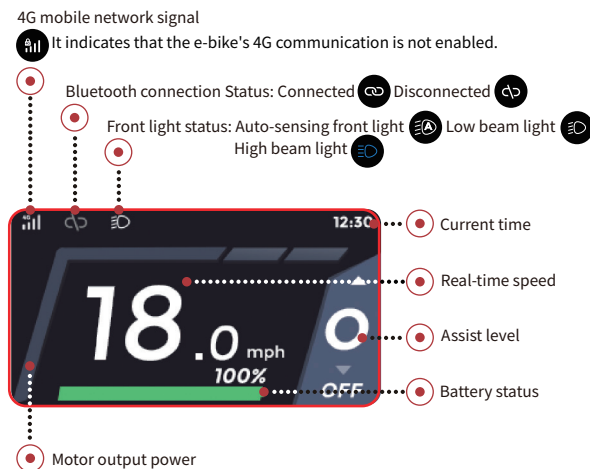 4G mobile network signal
It indicates that the e-bike's 4G communication is not enabled.
Bluetooth connection Status: Connected Disconnected
Front light status: Auto-sensing front light A Low beam light
High beam light
4G 12:30 Current time
Real-time speed
18.0 mph O Assist level
100%
OFF Battery status
Motor output power